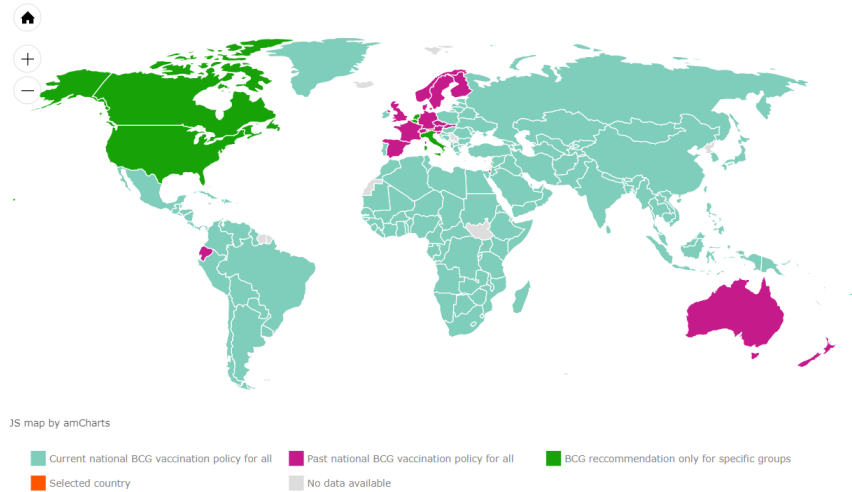 JS map by amCharts
Current national BCG vaccination policy for all
Past national BCG vaccination policy for all
BCG reccommendation only for specific groups
Selected country
No data available